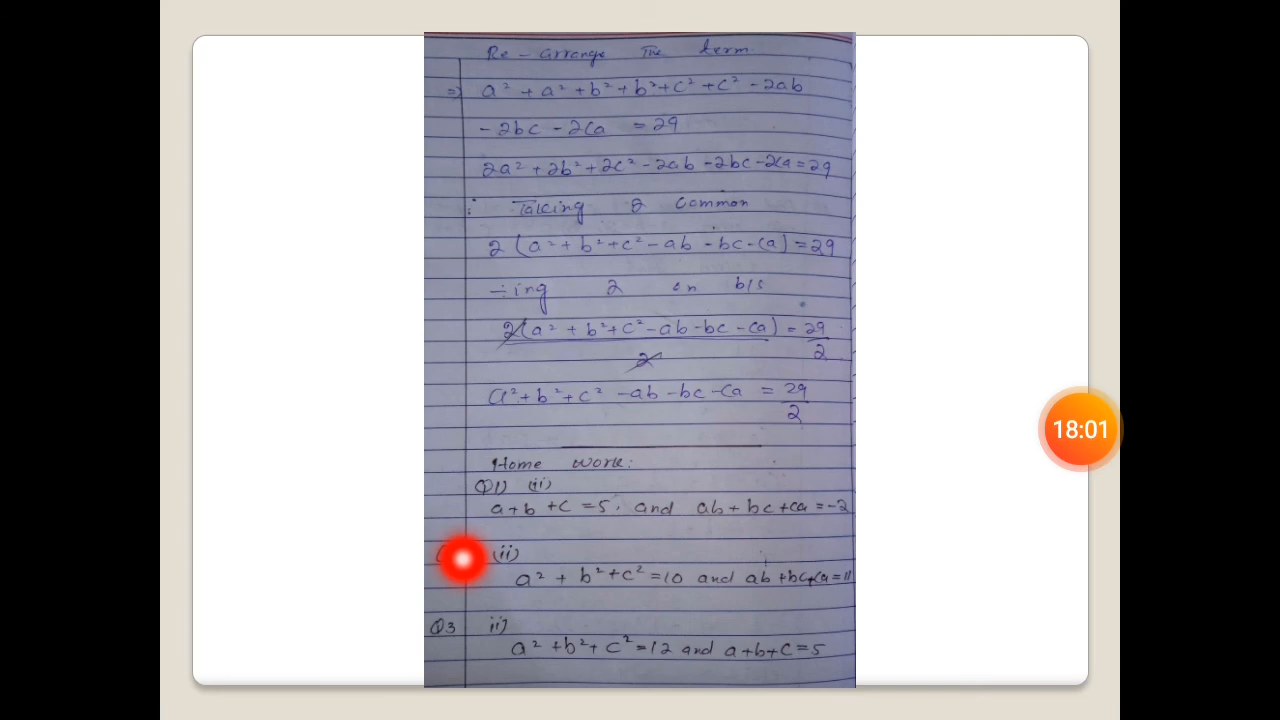 Re - arrange The term
=> a² + a² + b² + b² + c² + c² - 2ab
- 2bc - 2ca = 29
2a² + 2b² + 2c² - 2ab - 2bc - 2ca = 29
: Talking 2 common
2 (a² + b² + c² - ab - bc - ca) = 29
÷ing 2 on b/s
2(a² + b² + c² - ab - bc - ca) = 29
2 2
a² + b² + c² - ab - bc - ca = 29
2
Home work:
Q1) (ii)
a + b + c = 5. and ab + bc + ca = -2
(ii)
a² + b² + c² = 10 and ab + bc + ca = 11
Q3 ii)
a² + b² + c² = 12 and a + b + c = 5
18:01